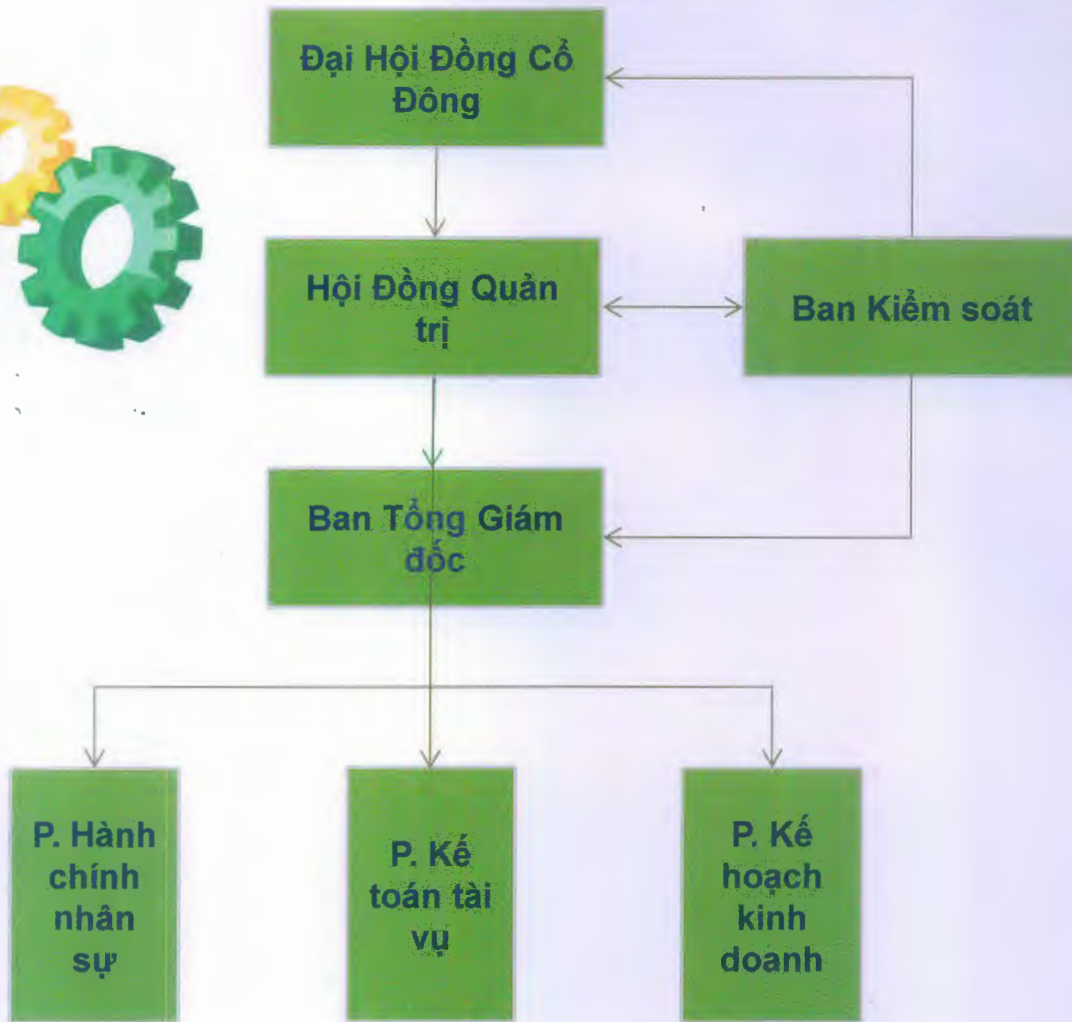 Đại Hội Đồng Cổ
Đông
Hội Đồng Quản
trị
Ban Kiểm soát
Ban Tổng Giám
đốc
P. Hành
chính
nhân
sự
P. Kế
toán tài
vụ
P. Kế
hoạch
kinh
doanh